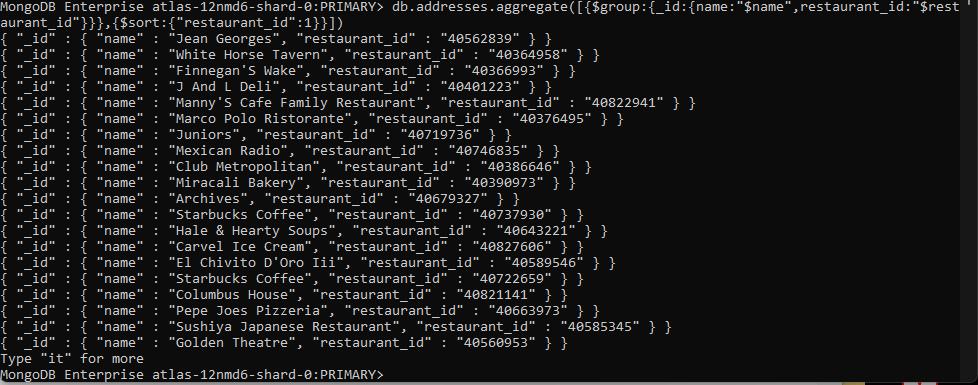 MongoDB Enterprise atlas-12nmd6-shard-0:PRIMARY> db.addresses.aggregate([{$group:{_id:{name:"$name",restaurant_id:"$rest
aurant_id"}}},{$sort:{"restaurant_id":1}}])
{ "_id" : { "name" : "Jean Georges", "restaurant_id" : "40562839" } }
{ "_id" : { "name" : "White Horse Tavern", "restaurant_id" : "40364958" } }
{ "_id" : { "name" : "Finnegan'S Wake", "restaurant_id" : "40366993" } }
{ "_id" : { "name" : "J And L Deli", "restaurant_id" : "40401223" } }
{ "_id" : { "name" : "Manny'S Cafe Family Restaurant", "restaurant_id" : "40822941" } }
{ "_id" : { "name" : "Marco Polo Ristorante", "restaurant_id" : "40376495" } }
{ "_id" : { "name" : "Juniors", "restaurant_id" : "40719736" } }
{ "_id" : { "name" : "Mexican Radio", "restaurant_id" : "40746835" } }
{ "_id" : { "name" : "Club Metropolitan", "restaurant_id" : "40386646" } }
{ "_id" : { "name" : "Miracali Bakery", "restaurant_id" : "40390973" } }
{ "_id" : { "name" : "Archives", "restaurant_id" : "40679327" } }
{ "_id" : { "name" : "Starbucks Coffee", "restaurant_id" : "40737930" } }
{ "_id" : { "name" : "Hale & Hearty Soups", "restaurant_id" : "40643221" } }
{ "_id" : { "name" : "Carvel Ice Cream", "restaurant_id" : "40827606" } }
{ "_id" : { "name" : "El Chivito D'Oro Iii", "restaurant_id" : "40589546" } }
{ "_id" : { "name" : "Starbucks Coffee", "restaurant_id" : "40722659" } }
{ "_id" : { "name" : "Columbus House", "restaurant_id" : "40821141" } }
{ "_id" : { "name" : "Pepe Joes Pizzeria", "restaurant_id" : "40663973" } }
{ "_id" : { "name" : "Sushiya Japanese Restaurant", "restaurant_id" : "40585345" } }
{ "_id" : { "name" : "Golden Theatre", "restaurant_id" : "40560953" } }
Type "it" for more
MongoDB Enterprise atlas-12nmd6-shard-0:PRIMARY>